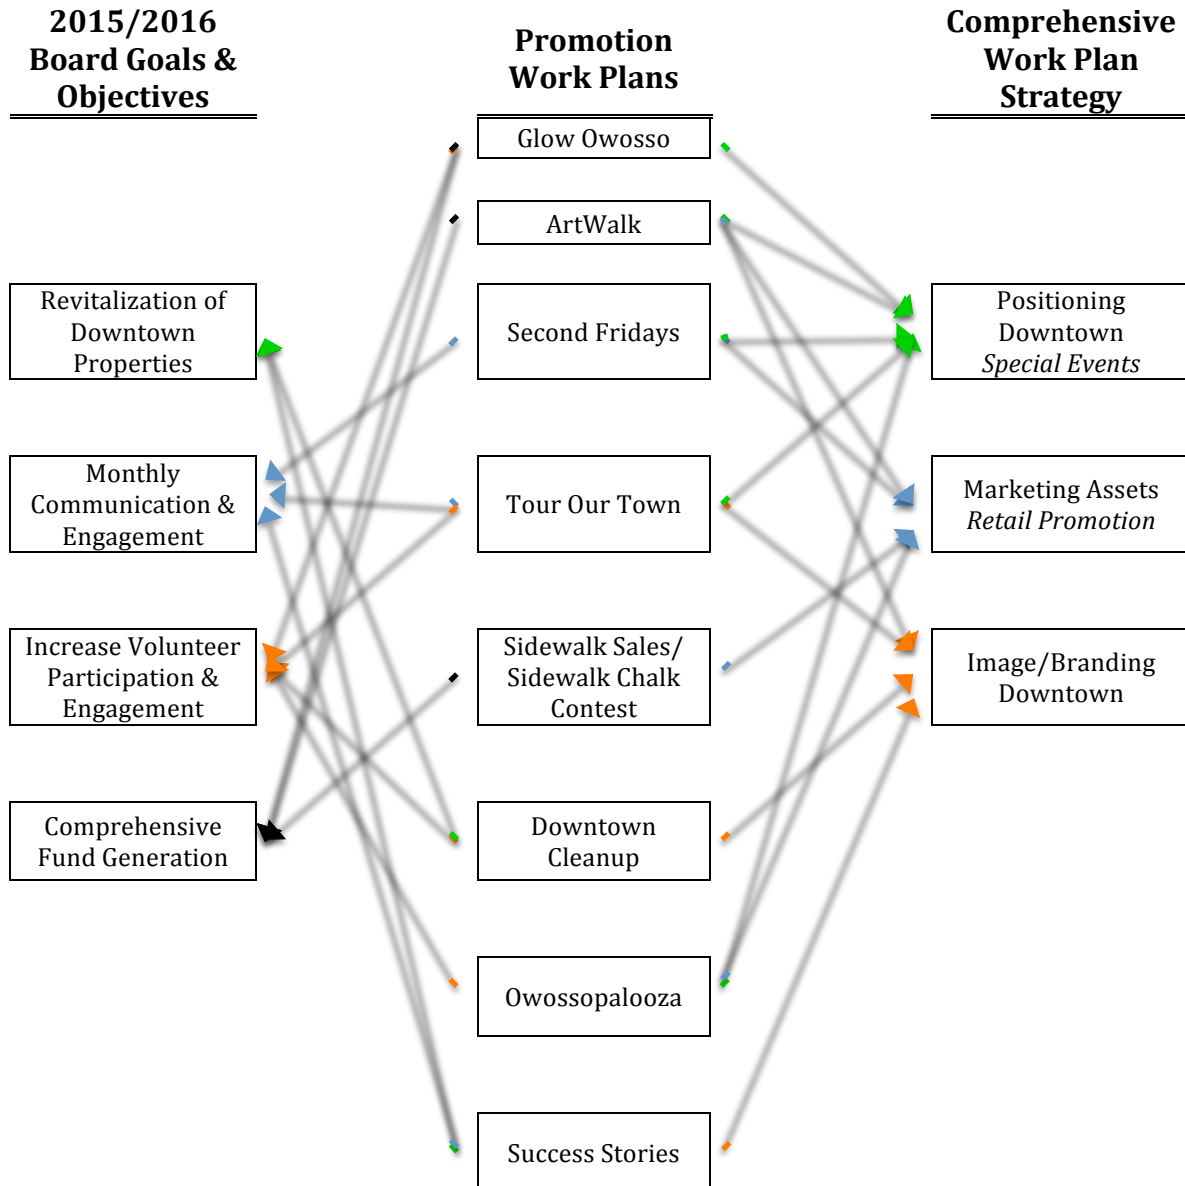 2015/2016
Board Goals &
Objectives
Promotion
Work Plans
Comprehensive
Work Plan
Strategy
Glow Owosso
ArtWalk
Revitalization of
Downtown
Properties
Second Fridays
Positioning
Downtown
Special Events
Monthly
Communication &
Engagement
Tour Our Town
Marketing Assets
Retail Promotion
Increase Volunteer
Participation &
Engagement
Sidewalk Sales/
Sidewalk Chalk
Contest
Image/Branding
Downtown
Comprehensive
Fund Generation
Downtown
Cleanup
Owossopalooza
Success Stories